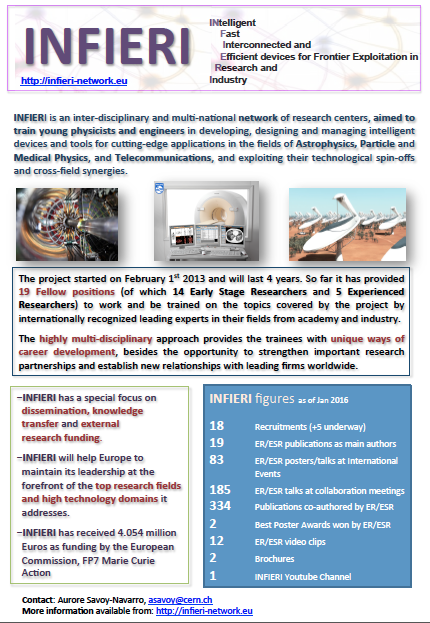 INFIERI
INtelligent
Fast
Interconnected and
Efficient devices for Frontier Exploitation in
Research and
Industry
http://infieri-network.eu
INFIERI is an inter-disciplinary and multi-national network of research centers, aimed to
train young physicists and engineers in developing, designing and managing intelligent
devices and tools for cutting-edge applications in the fields of Astrophysics, Particle and
Medical Physics, and Telecommunications, and exploiting their technological spin-offs
and cross-field synergies.
The project started on February 1st 2013 and will last 4 years. So far it has provided
19 Fellow positions (of which 14 Early Stage Researchers and 5 Experienced
Researchers) to work and be trained on the topics covered by the project by
internationally recognized leading experts in their fields from academy and industry.
The highly multi-disciplinary approach provides the trainees with unique ways of
career development, besides the opportunity to strengthen important research
partnerships and establish new relationships with leading firms worldwide.
–INFIERI has a special focus on
dissemination, knowledge
transfer and external
research funding.
–INFIERI will help Europe to
maintain its leadership at the
forefront of the top research fields
and high technology domains it
addresses.
–INFIERI has received 4.054 million
Euros as funding by the European
Commission, FP7 Marie Curie
Action
INFIERI figures as of Jan 2016
18 Recruitments (+5 underway)
19 ER/ESR publications as main authors
83 ER/ESR posters/talks at International
Events
185 ER/ESR talks at collaboration meetings
334 Publications co-authored by ER/ESR
2 Best Poster Awards won by ER/ESR
12 ER/ESR video clips
2 Brochures
1 INFIERI Youtube Channel
Contact: Aurore Savoy-Navarro, asavoy@cern.ch
More information available from: http://infieri-network.eu